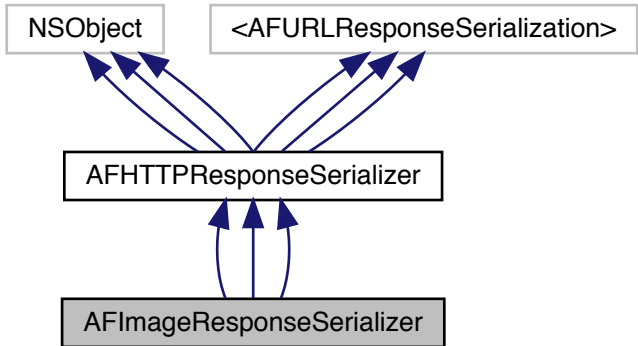 NSObject
<AFURLResponseSerialization>
AFHTTPResponseSerializer
AFImageResponseSerializer